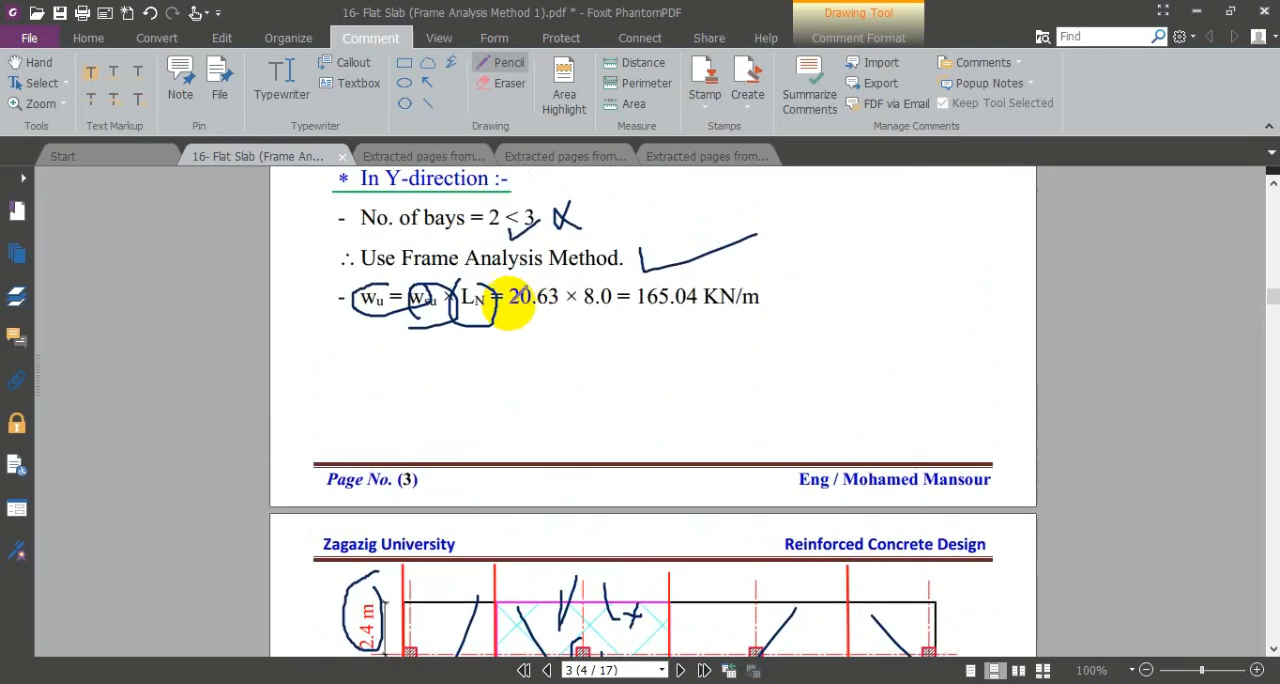 16- Flat Slab (Frame Analysis Method 1).pdf * - Foxit PhantomPDF
Drawing Tool
File Home Convert Edit Organize Comment View Form Protect Connect Share Help Comment Format
Find
Hand
Select
Zoom
Tools
Text Markup
Note
File
Pin
Typewriter
Callout
Textbox
Typewriter
Pencil
Eraser
Drawing
Area Highlight
Distance
Perimeter
Area
Measure
Stamp
Create
Stamps
Summarize Comments
Import
Export
FDF via Email
Comments
Popup Notes
Keep Tool Selected
Manage Comments
Start
16- Flat Slab (Frame An...
Extracted pages from...
Extracted pages from...
Extracted pages from...
* In Y-direction :-
- No. of bays = 2 < 3
∴ Use Frame Analysis Method.
- wu = wsu × LN = 20.63 × 8.0 = 165.04 KN/m
Page No. (3) Eng / Mohamed Mansour
Zagazig University Reinforced Concrete Design
2.4 m
3 (4 / 17)
100%